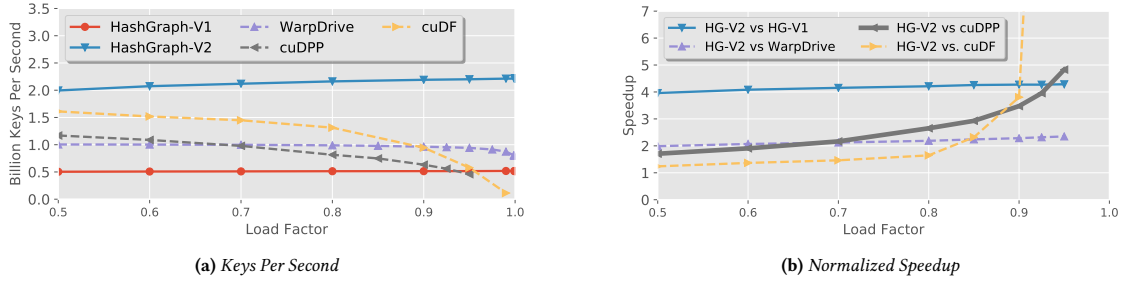 3.5
3.0
2.5
2.0
1.5
1.0
0.5
0.0
Billion Keys Per Second
HashGraph-V1
HashGraph-V2
WarpDrive
cuDPP
cuDF
0.5 0.6 0.7 0.8 0.9 1.0
Load Factor
(a) Keys Per Second
7
6
5
4
3
2
1
0
Speedup
HG-V2 vs HG-V1
HG-V2 vs WarpDrive
HG-V2 vs cuDPP
HG-V2 vs. cuDF
0.5 0.6 0.7 0.8 0.9 1.0
Load Factor
(b) Normalized Speedup